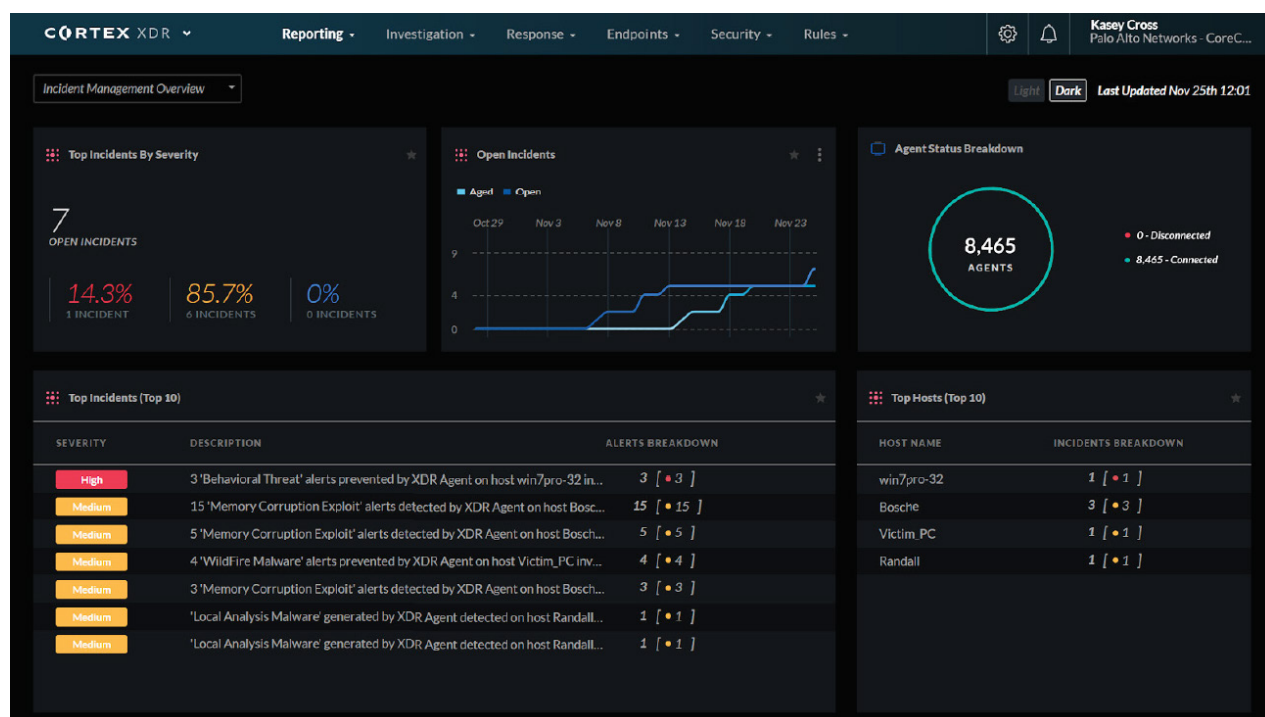 CORTEX XDR Reporting Investigation Response Endpoints Security Rules Kasey Cross
Palo Alto Networks - CoreC...
Incident Management Overview Light Dark Last Updated Nov 25th 12:01
Top Incidents By Severity
7
OPEN INCIDENTS
14.3% 85.7% 0%
1 INCIDENT 6 INCIDENTS 0 INCIDENTS
Open Incidents
Aged Open
Oct 29 Nov 3 Nov 8 Nov 13 Nov 18 Nov 23
9
4
0
Agent Status Breakdown
8,465
AGENTS
0 - Disconnected
8,465 - Connected
Top Incidents (Top 10)
SEVERITY DESCRIPTION ALERTS BREAKDOWN
High 3 'Behavioral Threat' alerts prevented by XDR Agent on host win7pro-32 in... 3 [ • 3 ]
Medium 15 'Memory Corruption Exploit' alerts detected by XDR Agent on host Bosc... 15 [ • 15 ]
Medium 5 'Memory Corruption Exploit' alerts detected by XDR Agent on host Bosch... 5 [ • 5 ]
Medium 4 'WildFire Malware' alerts prevented by XDR Agent on host Victim_PC inv... 4 [ • 4 ]
Medium 3 'Memory Corruption Exploit' alerts detected by XDR Agent on host Bosch... 3 [ • 3 ]
Medium 'Local Analysis Malware' generated by XDR Agent detected on host Randall... 1 [ • 1 ]
Medium 'Local Analysis Malware' generated by XDR Agent detected on host Randall... 1 [ • 1 ]
Top Hosts (Top 10)
HOST NAME INCIDENTS BREAKDOWN
win7pro-32 1 [ • 1 ]
Bosche 3 [ • 3 ]
Victim_PC 1 [ • 1 ]
Randall 1 [ • 1 ]